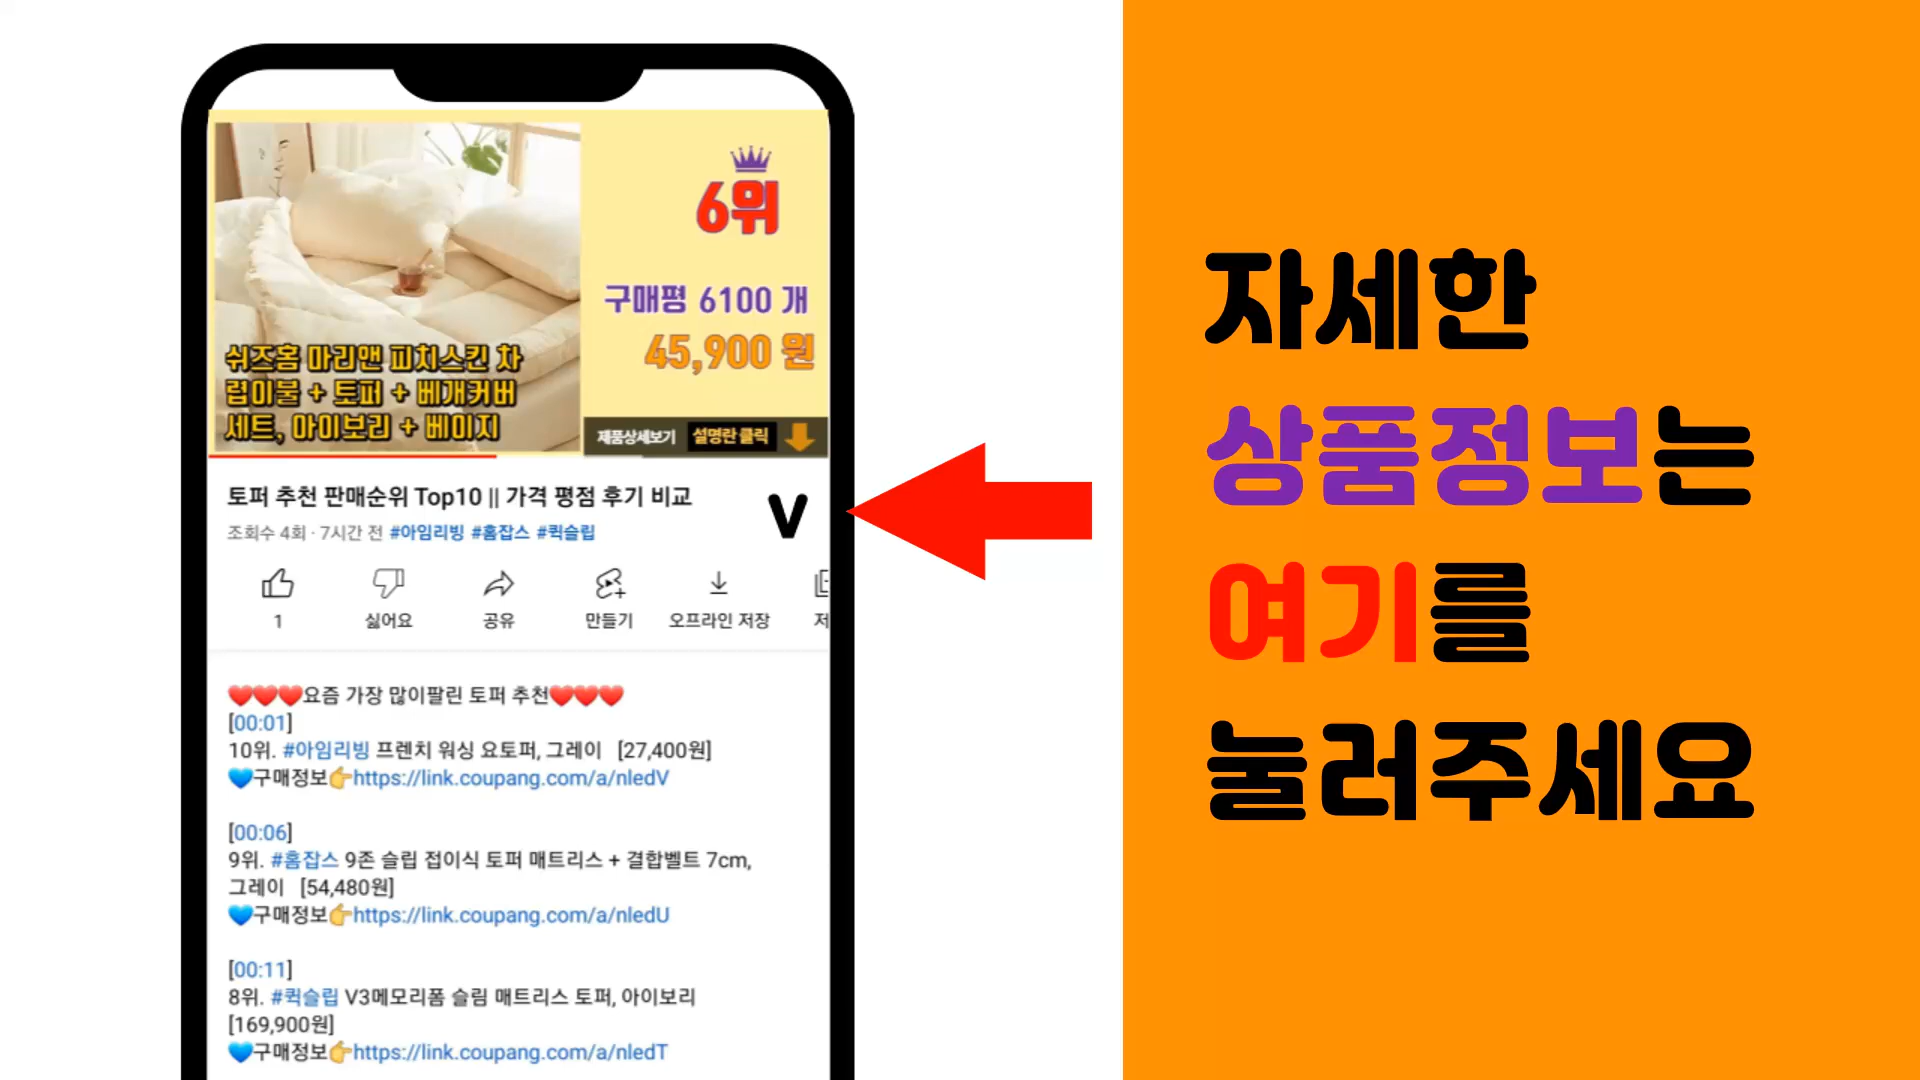 6위
구매평 6100 개
45,900 원
쉬즈홈 마리앤 피치스킨 차
렵이불 + 토퍼 + 베개커버
세트, 아이보리 + 베이지
제품상세보기 설명란 클릭
토퍼 추천 판매순위 Top10 || 가격 평점 후기 비교
V
조회수 4회 · 7시간 전 #아임리빙 #홈잡스 #퀵슬립
1 싫어요 공유 만들기 오프라인 저장 저
❤️❤️❤️요즘 가장 많이팔린 토퍼 추천❤️❤️❤️
[00:01]
10위. #아임리빙 프렌치 워싱 요토퍼, 그레이 [27,400원]
💙구매정보👉https://link.coupang.com/a/nledV
[00:06]
9위. #홈잡스 9존 슬립 접이식 토퍼 매트리스 + 결합벨트 7cm,
그레이 [54,480원]
💙구매정보👉https://link.coupang.com/a/nledU
[00:11]
8위. #퀵슬립 V3메모리폼 슬림 매트리스 토퍼, 아이보리
[169,900원]
💙구매정보👉https://link.coupang.com/a/nledT
자세한
상품정보는
여기를
눌러주세요